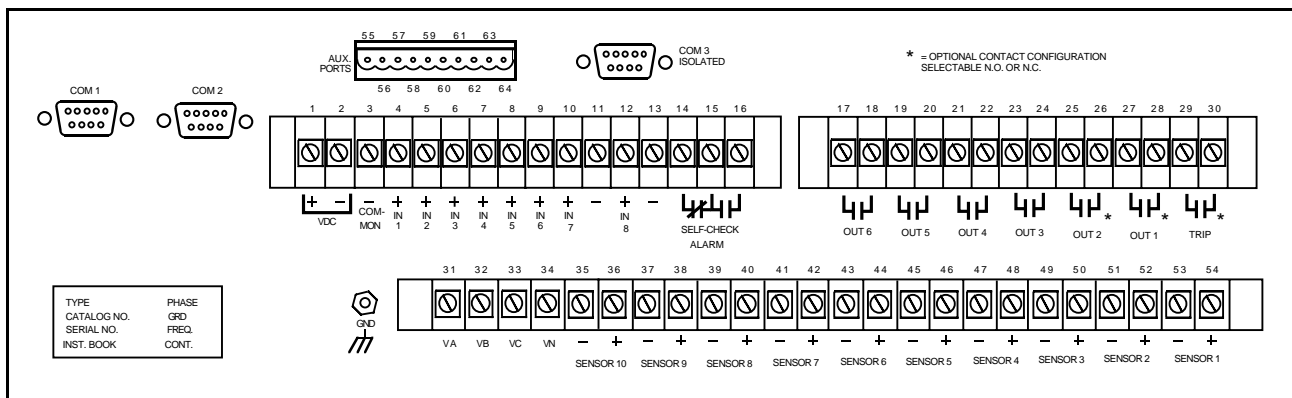 55 57 59 61 63
AUX.
PORTS
56 58 60 62 64
COM 3
ISOLATED
* = OPTIONAL CONTACT CONFIGURATION
SELECTABLE N.O. OR N.C.
COM 1
COM 2
1 2 3 4 5 6 7 8 9 10 11 12 13 14 15 16
17 18 19 20 21 22 23 24 25 26 27 28 29 30
+ − − + + + + + + + − + −
VDC
COM-
MON
IN
1
IN
2
IN
3
IN
4
IN
5
IN
6
IN
7
IN
8
SELF-CHECK
ALARM
OUT 6 OUT 5 OUT 4 OUT 3 OUT 2 * OUT 1 * TRIP *
31 32 33 34 35 36 37 38 39 40 41 42 43 44 45 46 47 48 49 50 51 52 53 54
GND
VA VB VC VN − + − + − + − + − + − + − + − + − + − +
SENSOR 10 SENSOR 9 SENSOR 8 SENSOR 7 SENSOR 6 SENSOR 5 SENSOR 4 SENSOR 3 SENSOR 2 SENSOR 1
TYPE PHASE
CATALOG NO. GRD
SERIAL NO. FREQ.
INST. BOOK CONT.